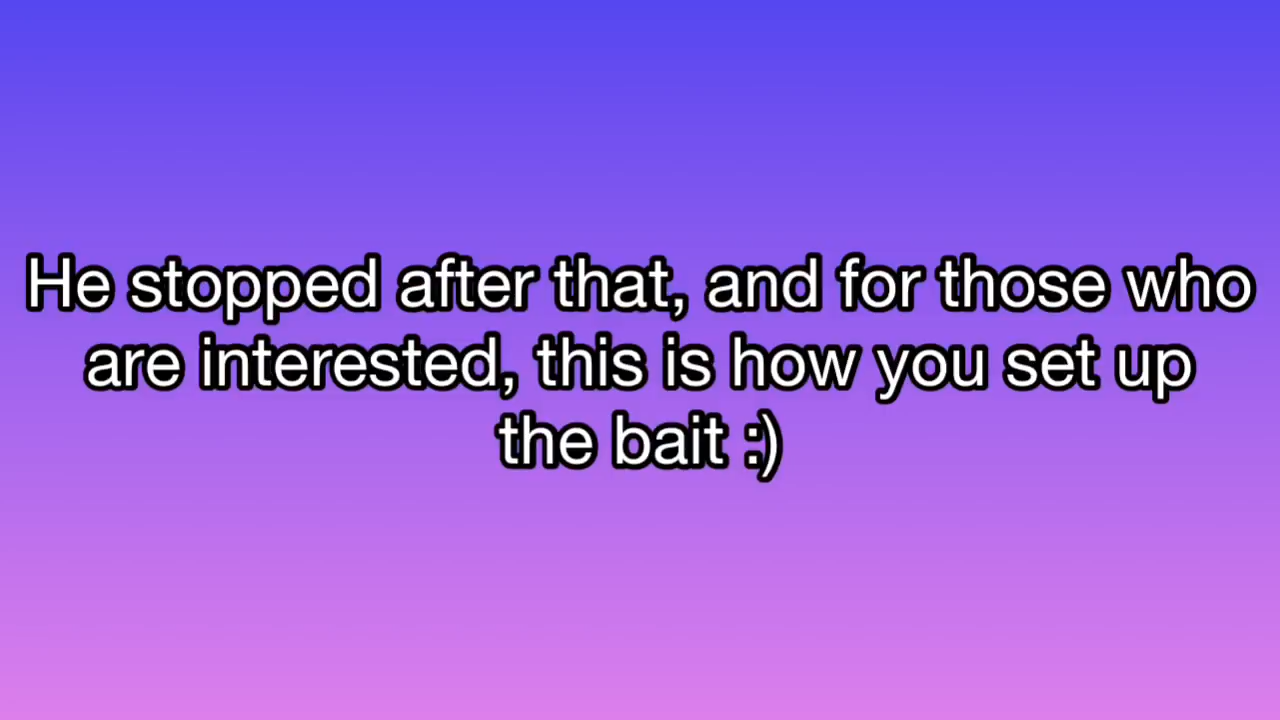 He stopped after that, and for those who
are interested, this is how you set up
the bait :)